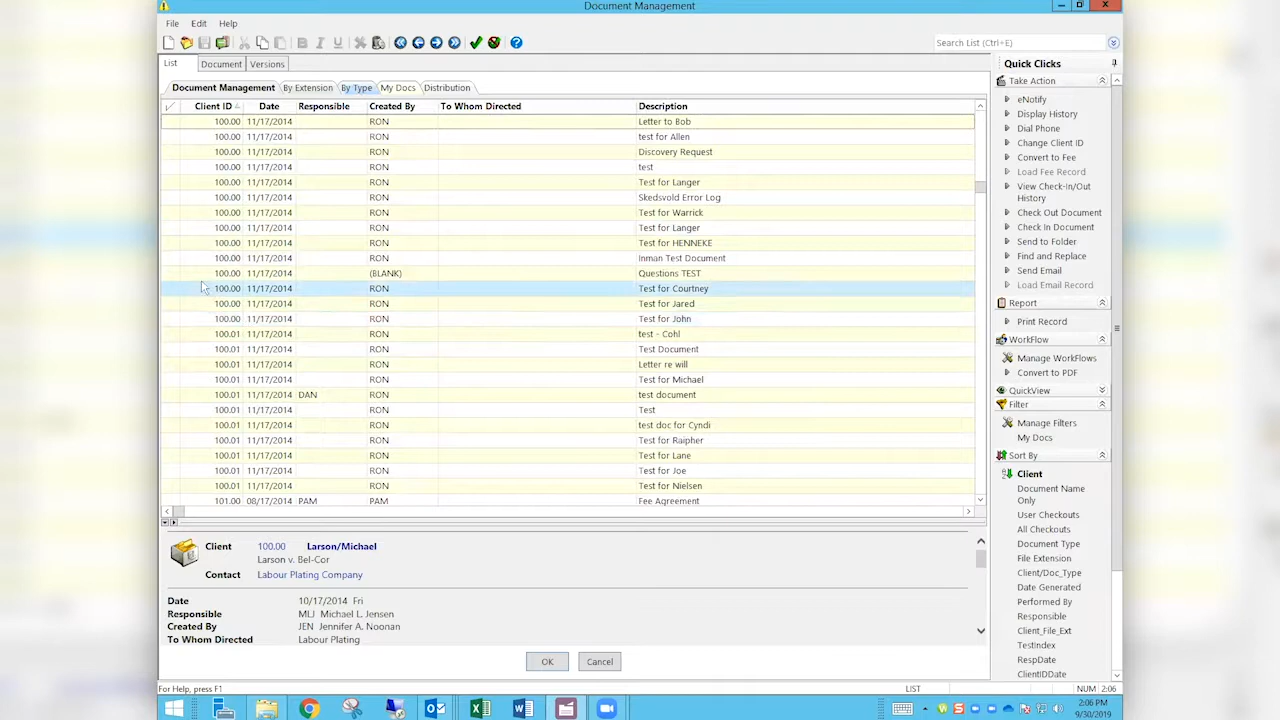 Document Management
File Edit Help
Search List (Ctrl+E)
List Document Versions
Document Management By Extension By Type My Docs Distribution
Client ID Date Responsible Created By To Whom Directed Description
100.00 11/17/2014 RON Letter to Bob
100.00 11/17/2014 RON test for Allen
100.00 11/17/2014 RON Discovery Request
100.00 11/17/2014 RON test
100.00 11/17/2014 RON Test for Langer
100.00 11/17/2014 RON Skedsvold Error Log
100.00 11/17/2014 RON Test for Warrick
100.00 11/17/2014 RON Test for Langer
100.00 11/17/2014 RON Test for HENNEKE
100.00 11/17/2014 RON Inman Test Document
100.00 11/17/2014 (BLANK) Questions TEST
100.00 11/17/2014 RON Test for Courtney
100.00 11/17/2014 RON Test for Jared
100.00 11/17/2014 RON Test for John
100.01 11/17/2014 RON test - Cohl
100.01 11/17/2014 RON Test Document
100.01 11/17/2014 RON Letter re will
100.01 11/17/2014 RON Test for Michael
100.01 11/17/2014 DAN RON test document
100.01 11/17/2014 RON Test
100.01 11/17/2014 RON test doc for Cyndi
100.01 11/17/2014 RON Test for Raipher
100.01 11/17/2014 RON Test for Lane
100.01 11/17/2014 RON Test for Joe
100.01 11/17/2014 RON Test for Nielsen
101.00 08/17/2014 PAM PAM Fee Agreement
Client 100.00 Larson/Michael
Larson v. Bel-Cor
Contact Labour Plating Company
Date 10/17/2014 Fri
Responsible MLJ Michael L. Jensen
Created By JEN Jennifer A. Noonan
To Whom Directed Labour Plating
OK Cancel
Quick Clicks
Take Action
eNotify
Display History
Dial Phone
Change Client ID
Convert to Fee
Load Fee Record
View Check-In/Out
History
Check Out Document
Check In Document
Send to Folder
Find and Replace
Send Email
Load Email Record
Report
Print Record
WorkFlow
Manage WorkFlows
Convert to PDF
QuickView
Filter
Manage Filters
My Docs
Sort By
Client
Document Name
Only
User Checkouts
All Checkouts
Document Type
File Extension
Client/Doc_Type
Date Generated
Performed By
Responsible
Client_File_Ext
TestIndex
RespDate
ClientIDDate
For Help, press F1 LIST NUM 2:06
2:06 PM
9/30/2019